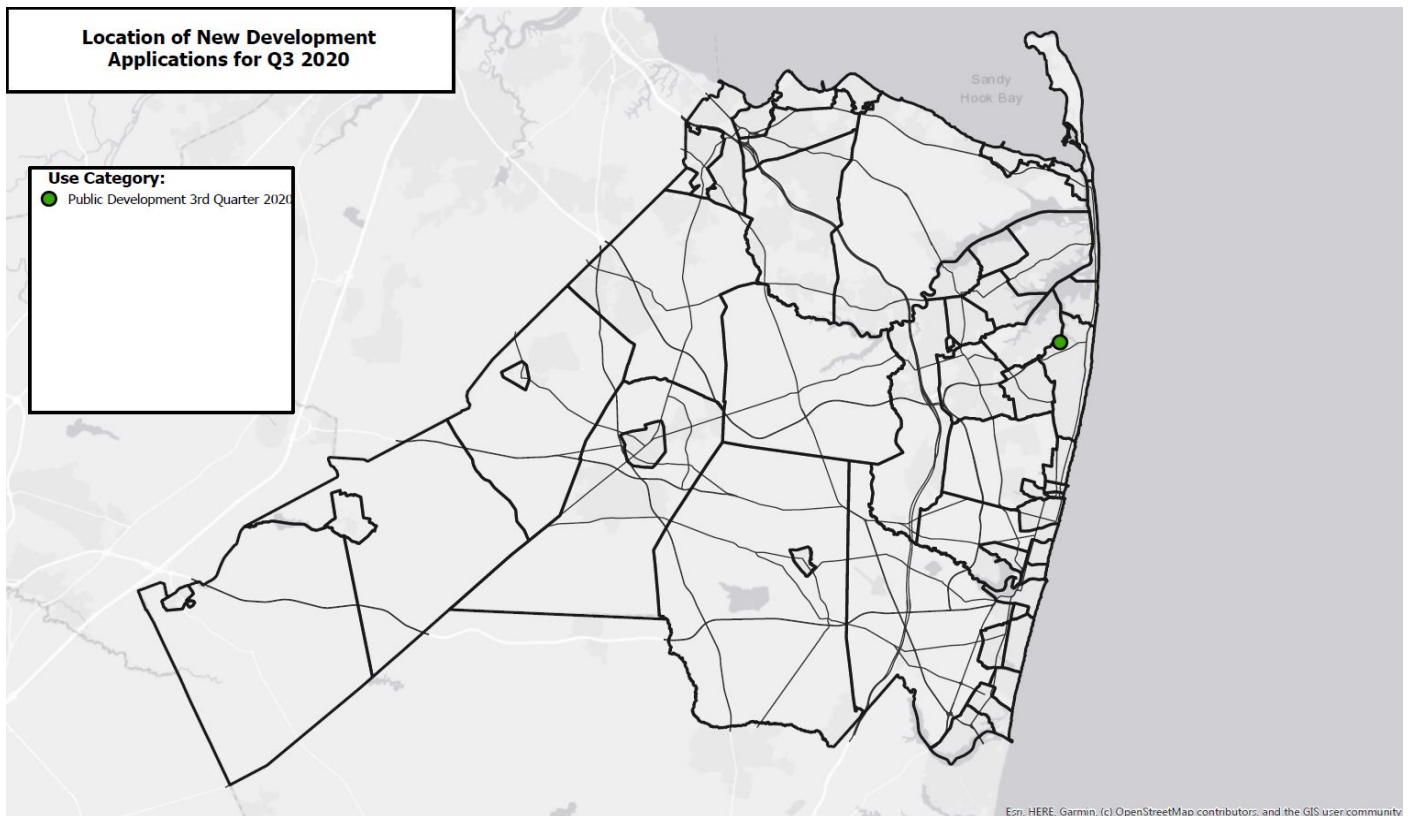 Location of New Development
Applications for Q3 2020
Sandy
Hook Bay
Use Category:
Public Development 3rd Quarter 2020
Esri, HERE, Garmin, (c) OpenStreetMap contributors, and the GIS user community